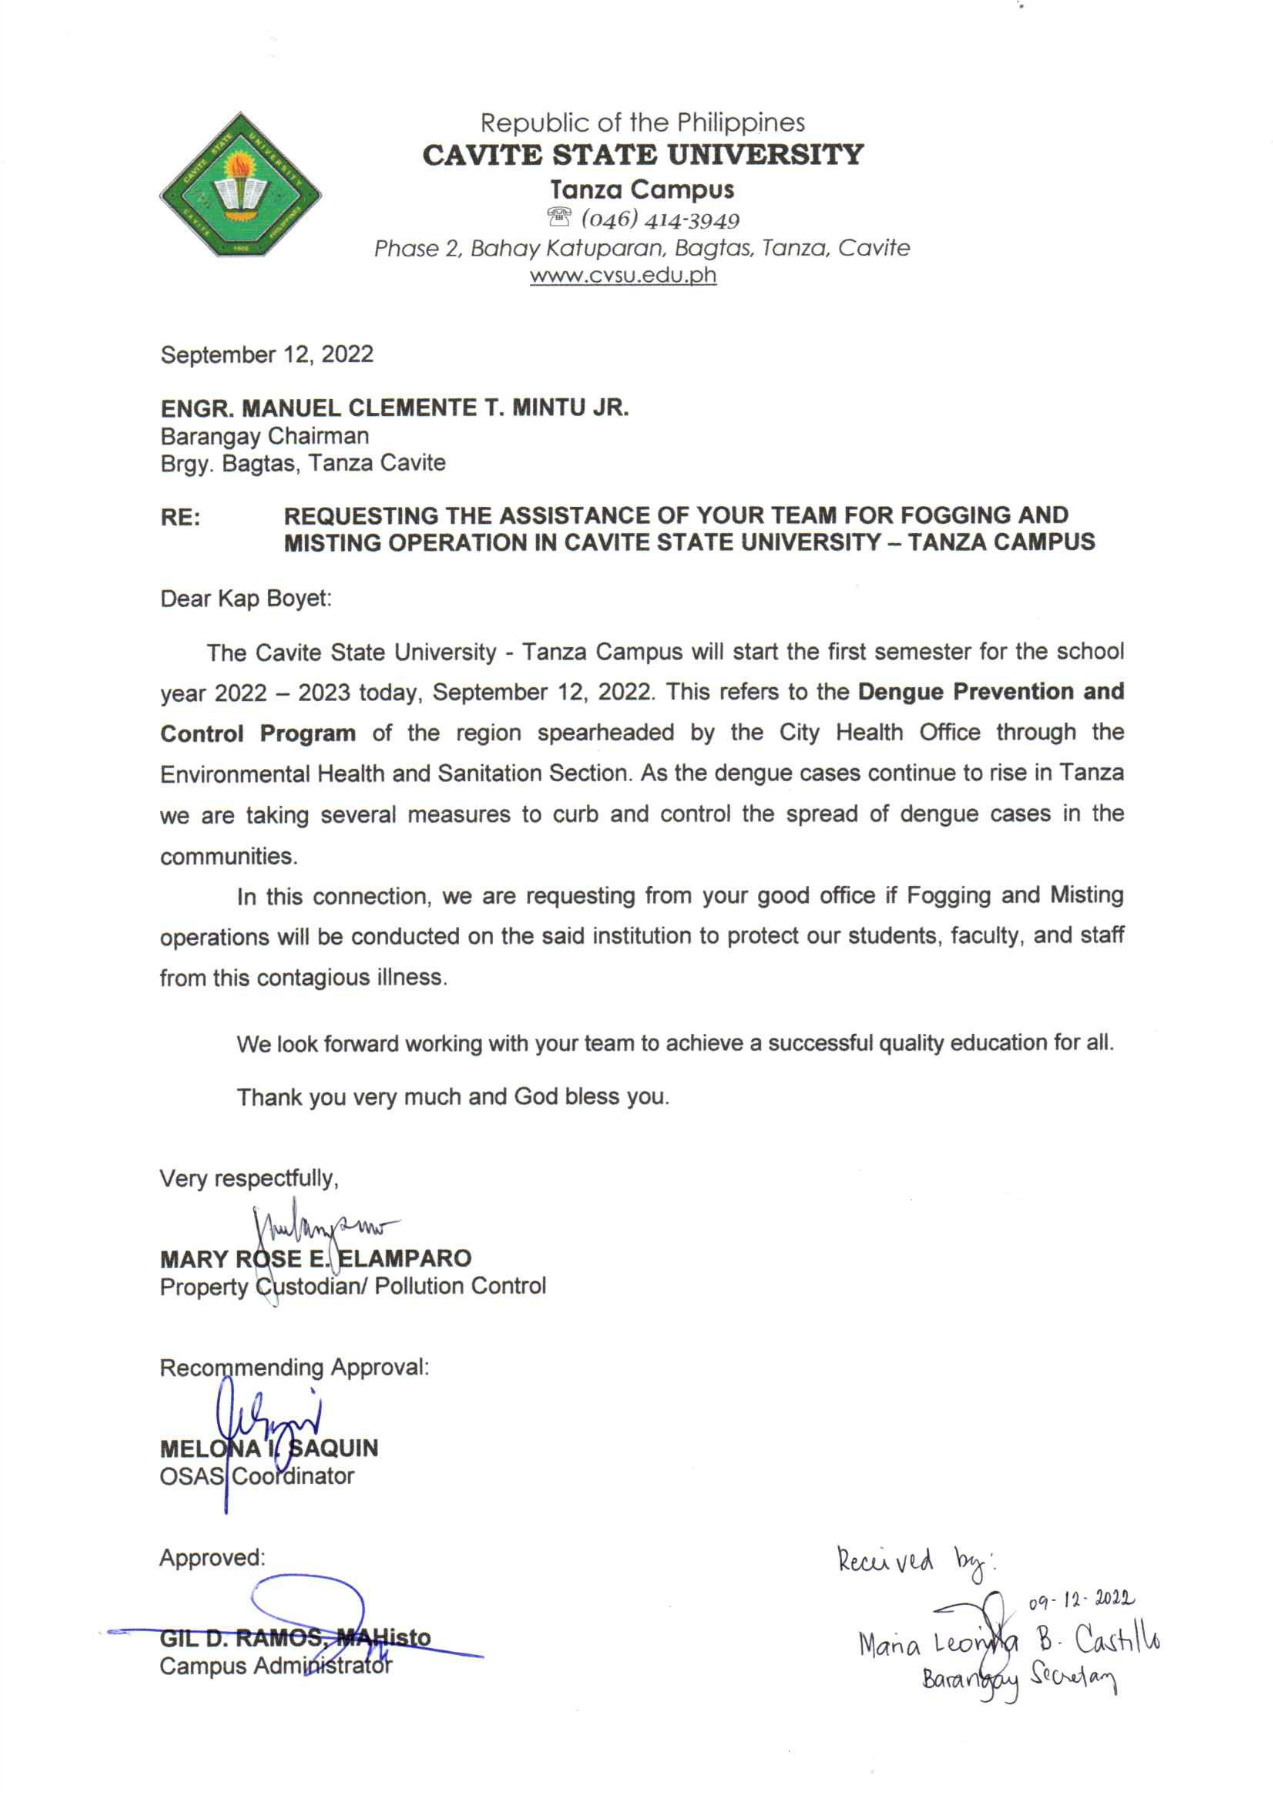 Republic of the Philippines
CAVITE STATE UNIVERSITY
Tanza Campus
☏ (046) 414-3949
Phase 2, Bahay Katuparan, Bagtas, Tanza, Cavite
www.cvsu.edu.ph
CAVITE STATE UNIVERSITY
CAVITE PHILIPPINES
1906
September 12, 2022
ENGR. MANUEL CLEMENTE T. MINTU JR.
Barangay Chairman
Brgy. Bagtas, Tanza Cavite
RE: REQUESTING THE ASSISTANCE OF YOUR TEAM FOR FOGGING AND
MISTING OPERATION IN CAVITE STATE UNIVERSITY – TANZA CAMPUS
Dear Kap Boyet:
The Cavite State University - Tanza Campus will start the first semester for the school
year 2022 – 2023 today, September 12, 2022. This refers to the Dengue Prevention and
Control Program of the region spearheaded by the City Health Office through the
Environmental Health and Sanitation Section. As the dengue cases continue to rise in Tanza
we are taking several measures to curb and control the spread of dengue cases in the
communities.
In this connection, we are requesting from your good office if Fogging and Misting
operations will be conducted on the said institution to protect our students, faculty, and staff
from this contagious illness.
We look forward working with your team to achieve a successful quality education for all.
Thank you very much and God bless you.
Very respectfully,
MARY ROSE E. ELAMPARO
Property Custodian/ Pollution Control
Recommending Approval:
MELONA I. SAQUIN
OSAS Coordinator
Approved:
GIL D. RAMOS, MAHisto
Campus Administrator
Received by:
09-12-2022
Maria Leonila B. Castillo
Barangay Secretary